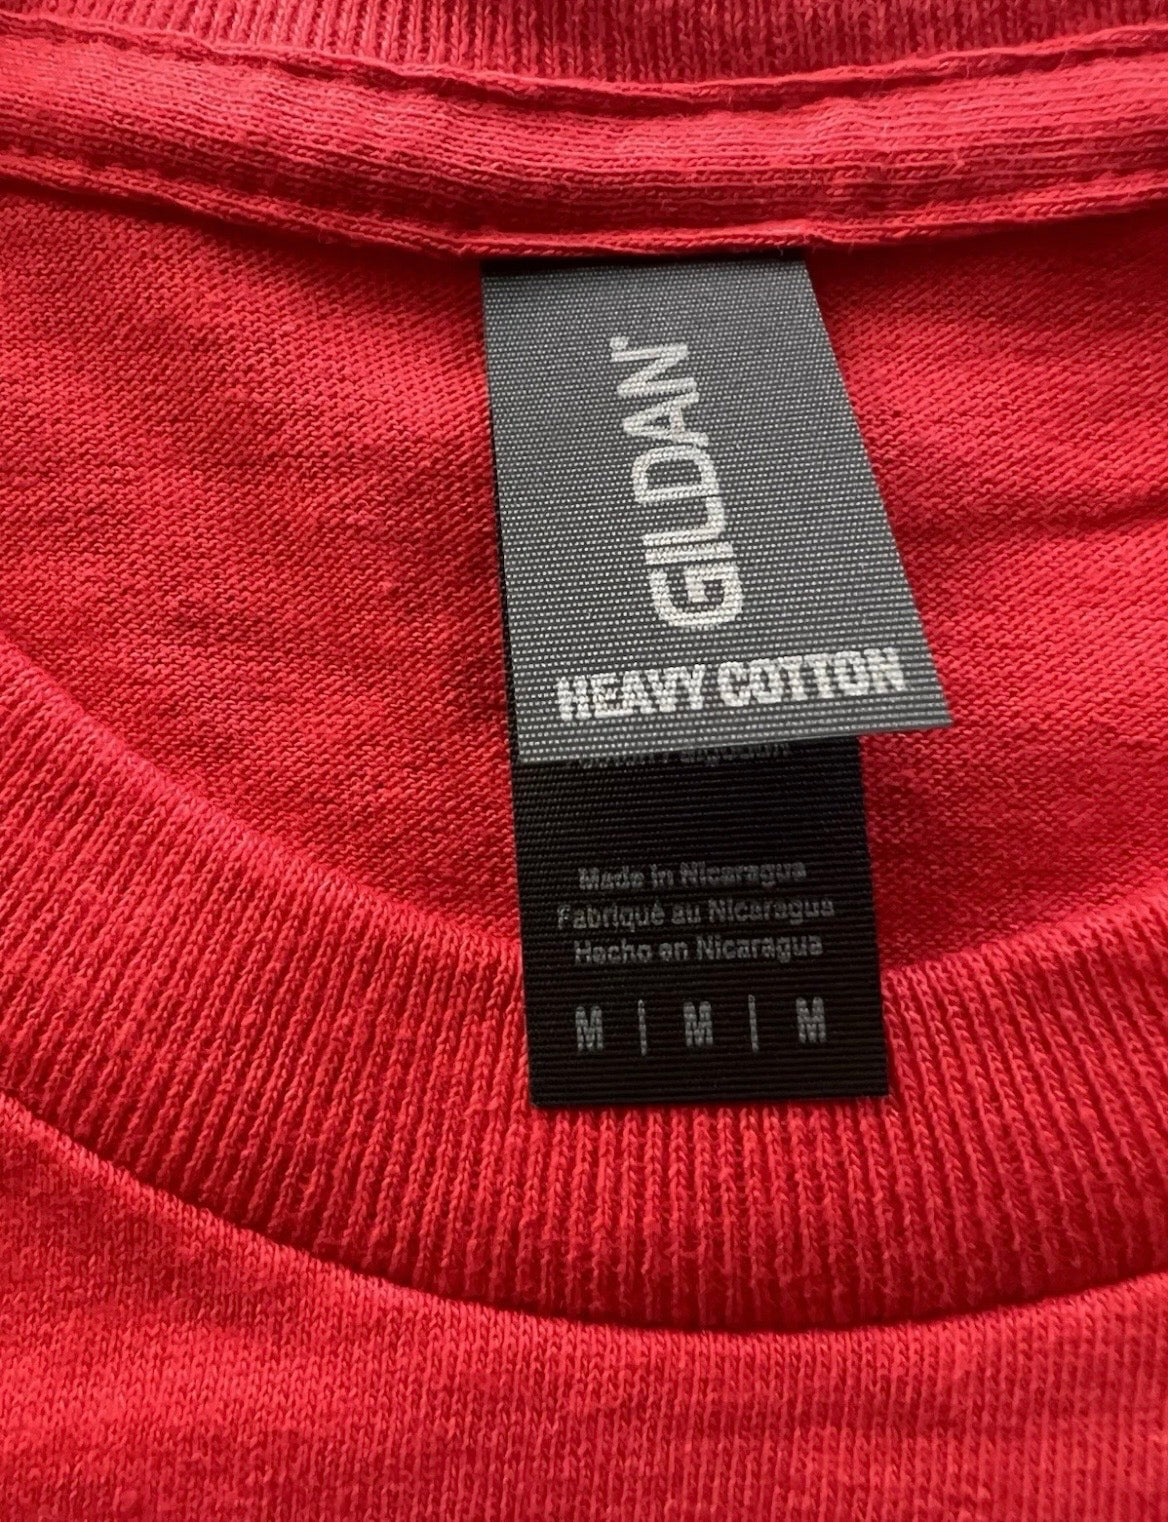 GILDAN
HEAVY COTTON
Made in Nicaragua
Fabriqué au Nicaragua
Hecho en Nicaragua
M | M | M